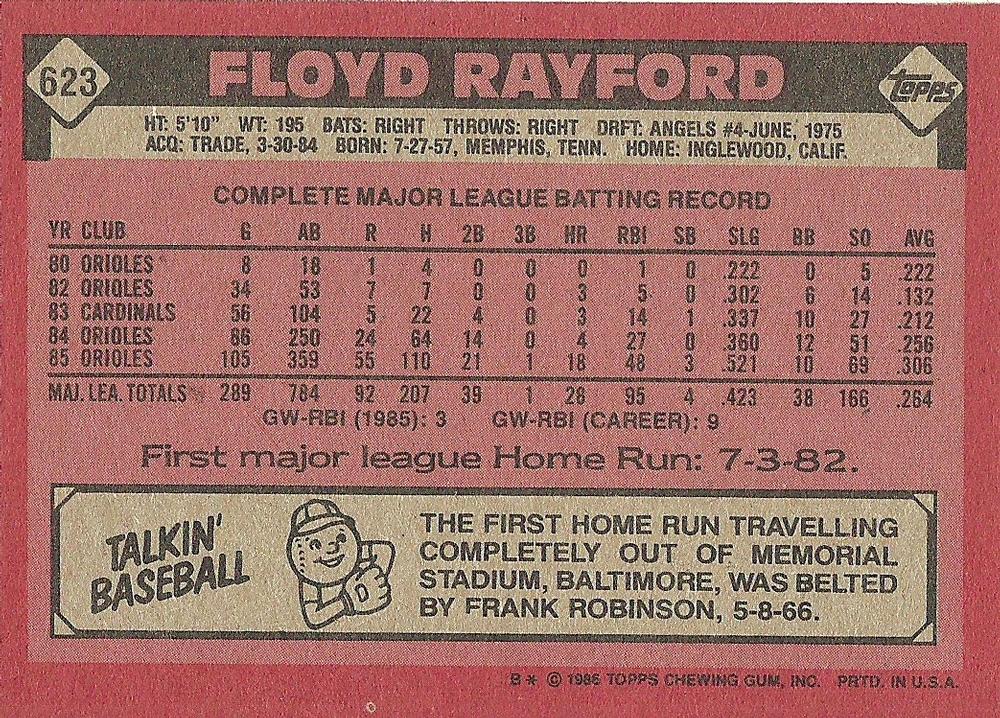 623 FLOYD RAYFORD Topps
HT: 5'10" WT: 195 BATS: RIGHT THROWS: RIGHT DRFT: ANGELS #4-JUNE, 1975
ACQ: TRADE, 3-30-84 BORN: 7-27-57, MEMPHIS, TENN. HOME: INGLEWOOD, CALIF.
COMPLETE MAJOR LEAGUE BATTING RECORD
YR CLUB G AB R H 2B 3B HR RBI SB SLG BB SO AVG
80 ORIOLES 8 18 1 4 0 0 0 1 0 .222 0 5 .222
82 ORIOLES 34 53 7 7 0 0 3 5 0 .302 6 14 .132
83 CARDINALS 56 104 5 22 4 0 3 14 1 .337 10 27 .212
84 ORIOLES 86 250 24 64 14 0 4 27 0 .360 12 51 .256
85 ORIOLES 105 359 55 110 21 1 18 48 3 .521 10 69 .306
MAJ. LEA. TOTALS 289 784 92 207 39 1 28 95 4 .423 38 166 .264
GW-RBI (1985): 3 GW-RBI (CAREER): 9
First major league Home Run: 7-3-82.
TALKIN'
BASEBALL
THE FIRST HOME RUN TRAVELLING
COMPLETELY OUT OF MEMORIAL
STADIUM, BALTIMORE, WAS BELTED
BY FRANK ROBINSON, 5-8-66.
B * © 1986 TOPPS CHEWING GUM, INC. PRTD. IN U.S.A.